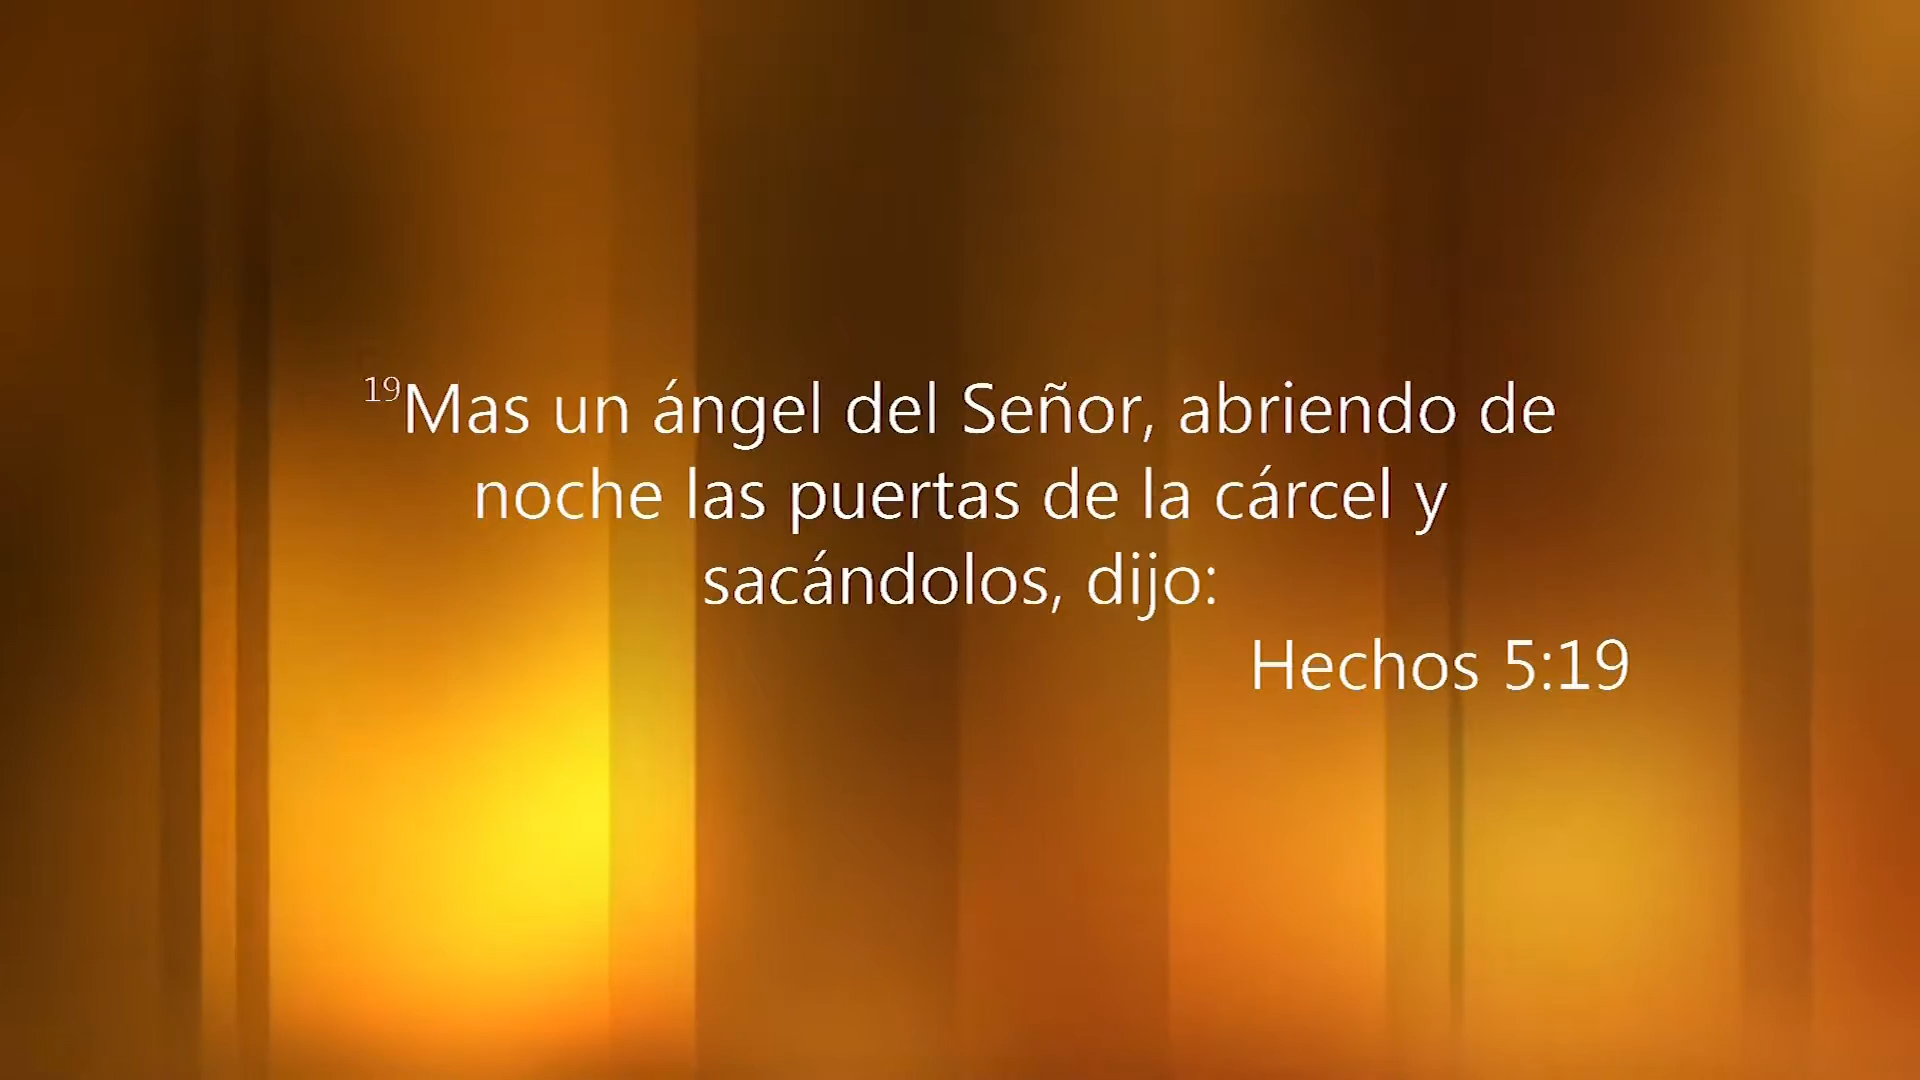 19Mas un ángel del Señor, abriendo de
noche las puertas de la cárcel y
sacándolos, dijo:
Hechos 5:19